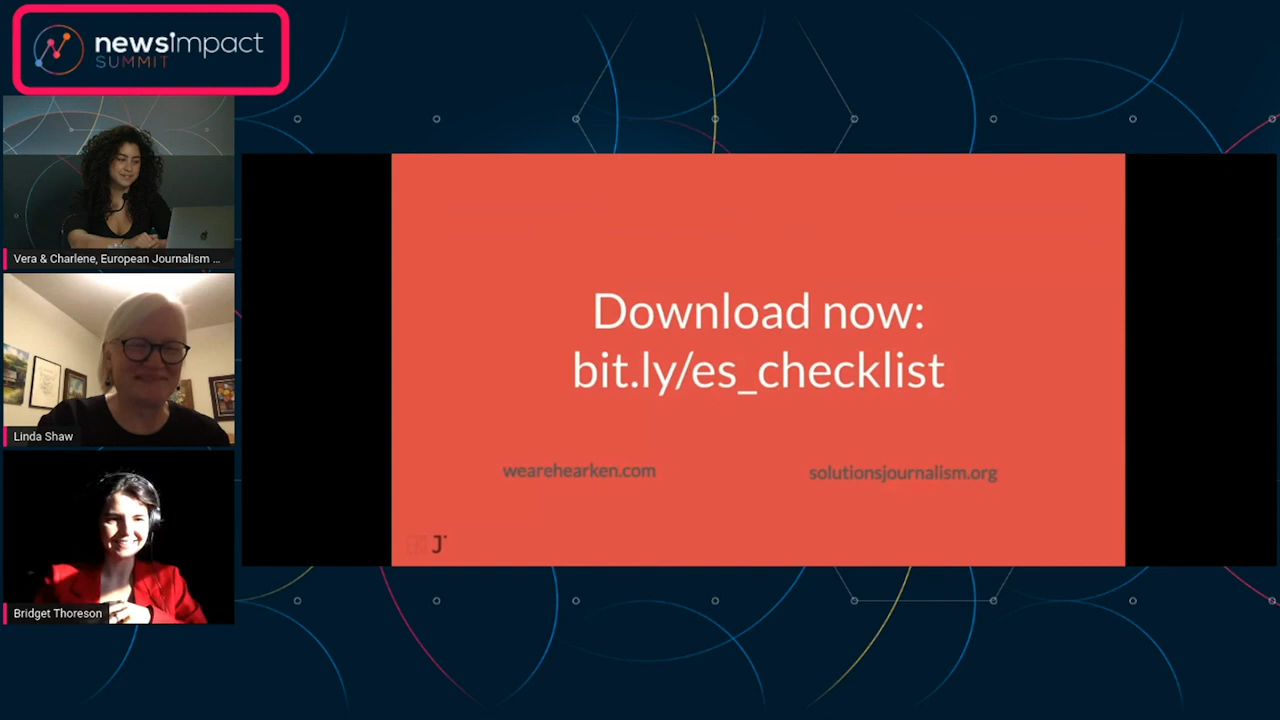 newsimpact
SUMMIT
Vera & Charlene, European Journalism ...
Linda Shaw
Bridget Thoreson
Download now:
bit.ly/es_checklist
wearehearken.com
solutionsjournalism.org
J